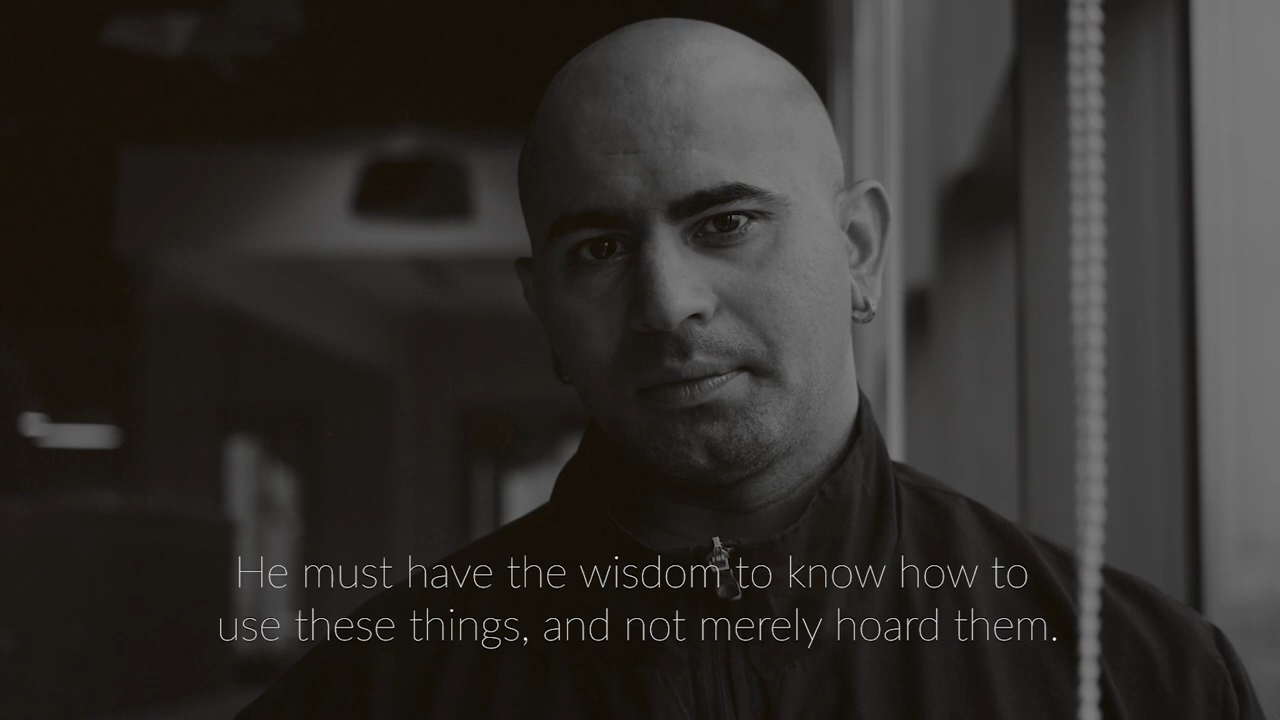 He must have the wisdom to know how to
use these things, and not merely hoard them.